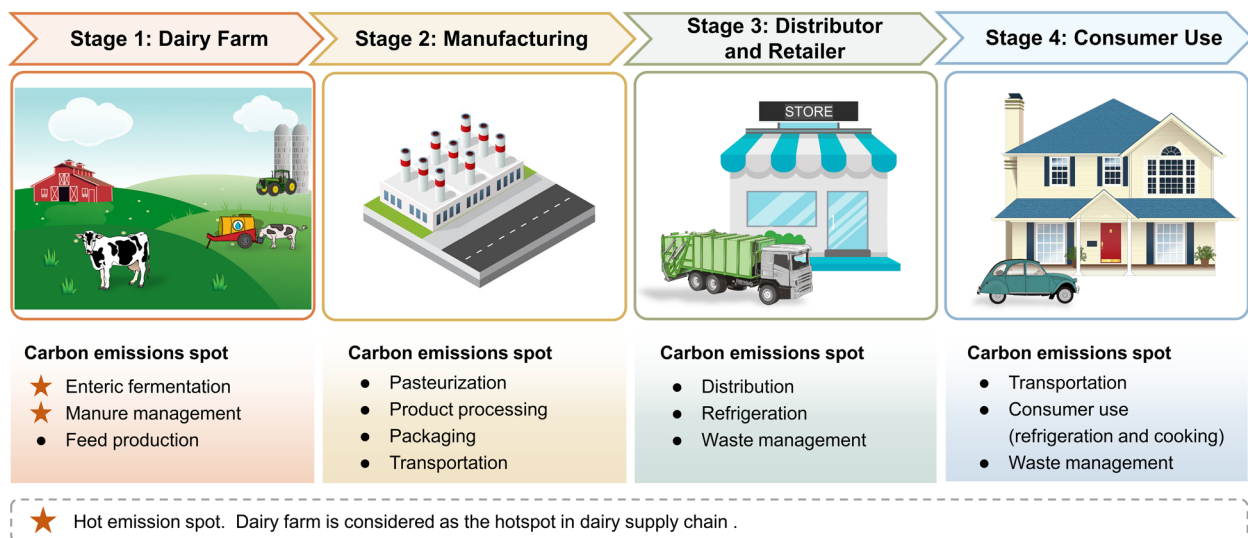 Stage 1: Dairy Farm
Stage 2: Manufacturing
Stage 3: Distributor
and Retailer
Stage 4: Consumer Use
STORE
Carbon emissions spot
★ Enteric fermentation
★ Manure management
● Feed production
Carbon emissions spot
● Pasteurization
● Product processing
● Packaging
● Transportation
Carbon emissions spot
● Distribution
● Refrigeration
● Waste management
Carbon emissions spot
● Transportation
● Consumer use
(refrigeration and cooking)
● Waste management
★ Hot emission spot. Dairy farm is considered as the hotspot in dairy supply chain .